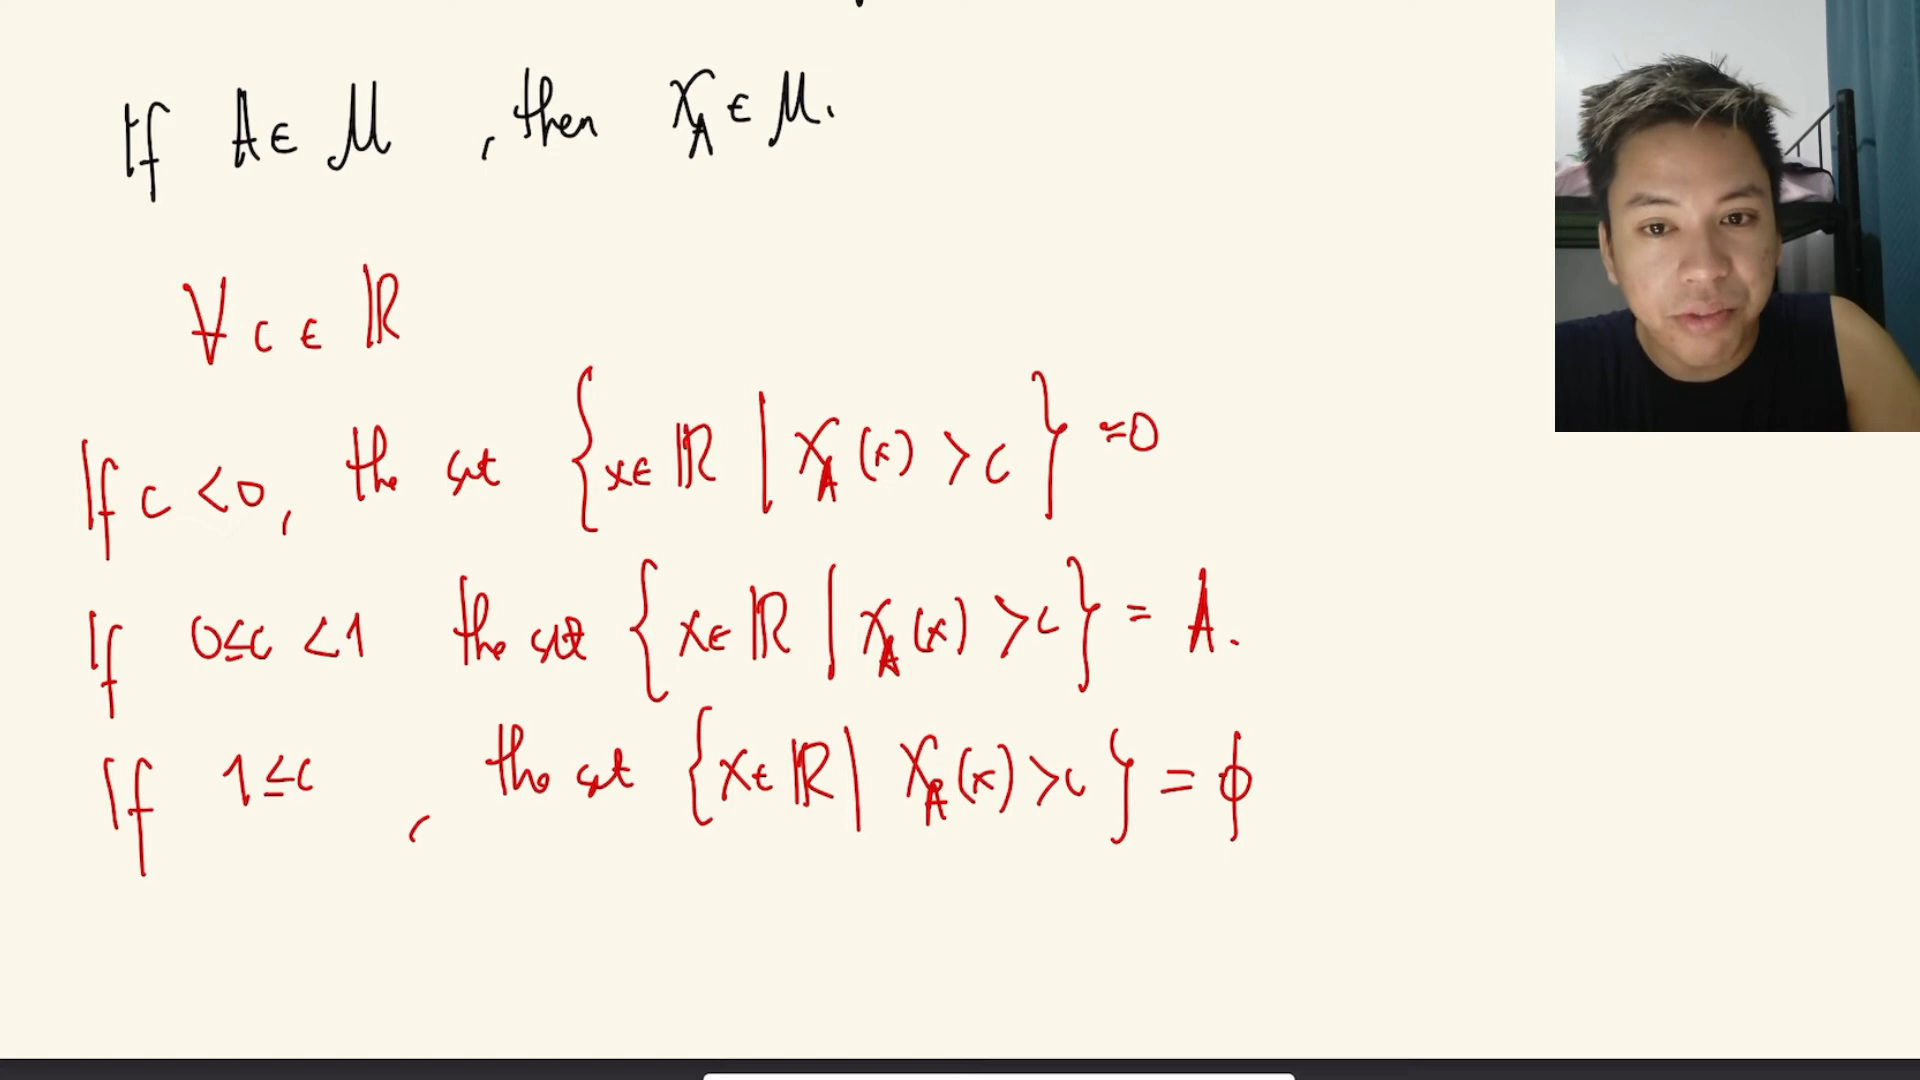 If A ∈ M , then χ_A ∈ M.
∀ c ∈ ℝ
If c < 0, the set {x ∈ ℝ | χ_A(x) > c} = 0
If 0 ≤ c < 1 the set {x ∈ ℝ | χ_A(x) > c} = A.
If 1 ≤ c , the set {x ∈ ℝ | χ_A(x) > c} = ϕ